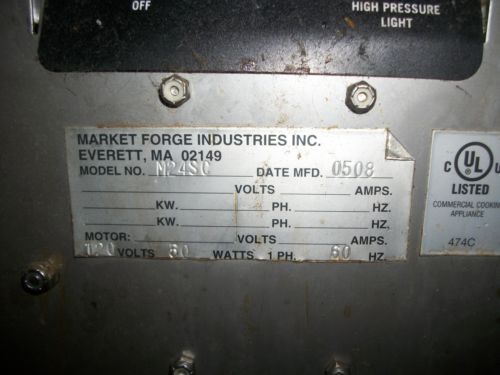 OFF
HIGH PRESSURE
LIGHT
MARKET FORGE INDUSTRIES INC.
EVERETT, MA 02149
MODEL NO. M24SC DATE MFD. 0508
VOLTS AMPS.
KW. PH. HZ.
KW. PH. HZ.
MOTOR: VOLTS AMPS.
120 VOLTS 60 WATTS 1 PH. 60 HZ.
C UL U
LISTED
COMMERCIAL COOKING
APPLIANCE
474C